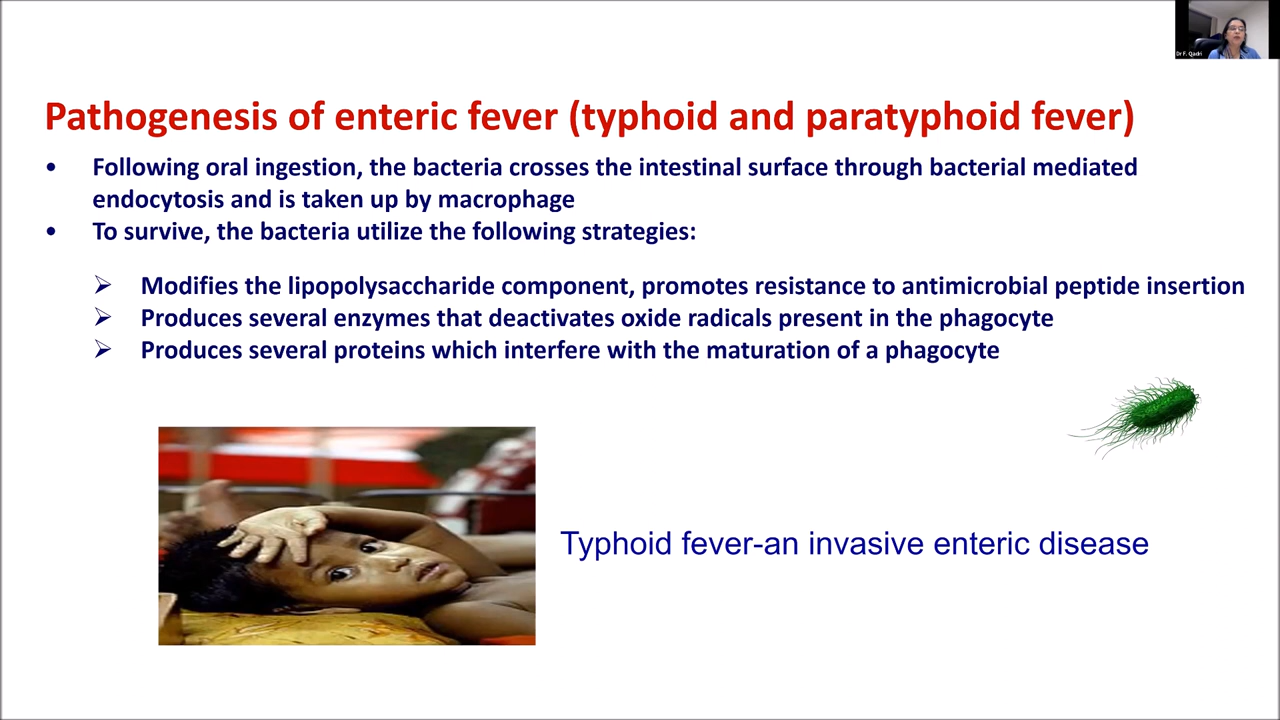 Dr F. Qadri
Pathogenesis of enteric fever (typhoid and paratyphoid fever)
• Following oral ingestion, the bacteria crosses the intestinal surface through bacterial mediated
endocytosis and is taken up by macrophage
• To survive, the bacteria utilize the following strategies:
➢ Modifies the lipopolysaccharide component, promotes resistance to antimicrobial peptide insertion
➢ Produces several enzymes that deactivates oxide radicals present in the phagocyte
➢ Produces several proteins which interfere with the maturation of a phagocyte
Typhoid fever-an invasive enteric disease